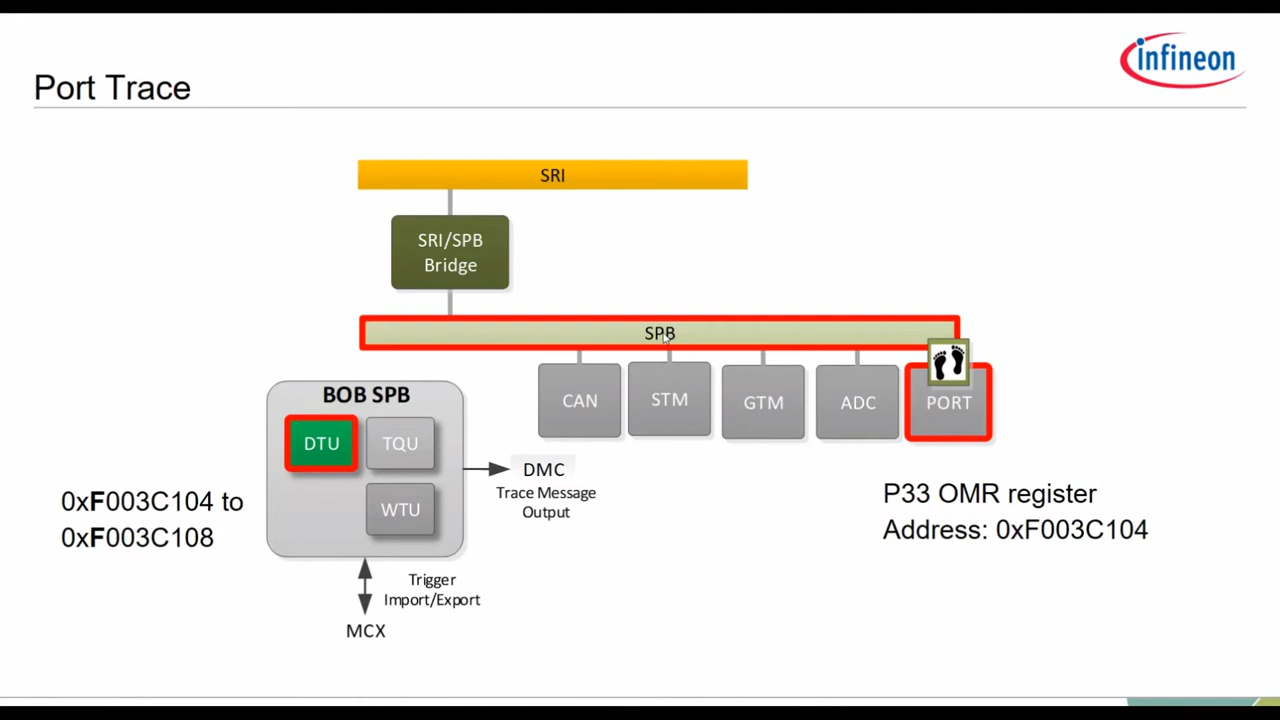 infineon
Port Trace
SRI
SRI/SPB
Bridge
SPB
BOB SPB
DTU
TQU
WTU
CAN
STM
GTM
ADC
PORT
DMC
Trace Message
Output
0xF003C104 to
0xF003C108
P33 OMR register
Address: 0xF003C104
Trigger
Import/Export
MCX